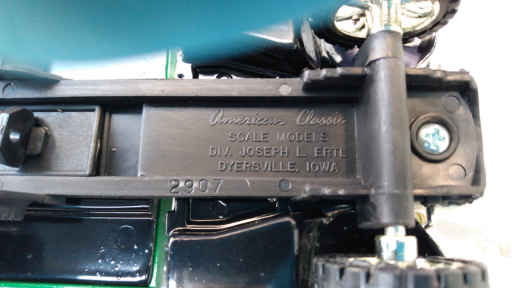 American Classic
SCALE MODELS
DIV. JOSEPH L. ERTL
DYERSVILLE, IOWA
2907